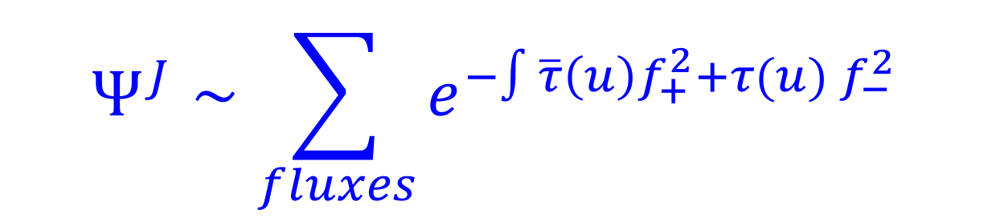 Ψ^J ~ ∑_{fluxes} e^{−∫ τ̄(u)f_+^2+τ(u) f_−^2}